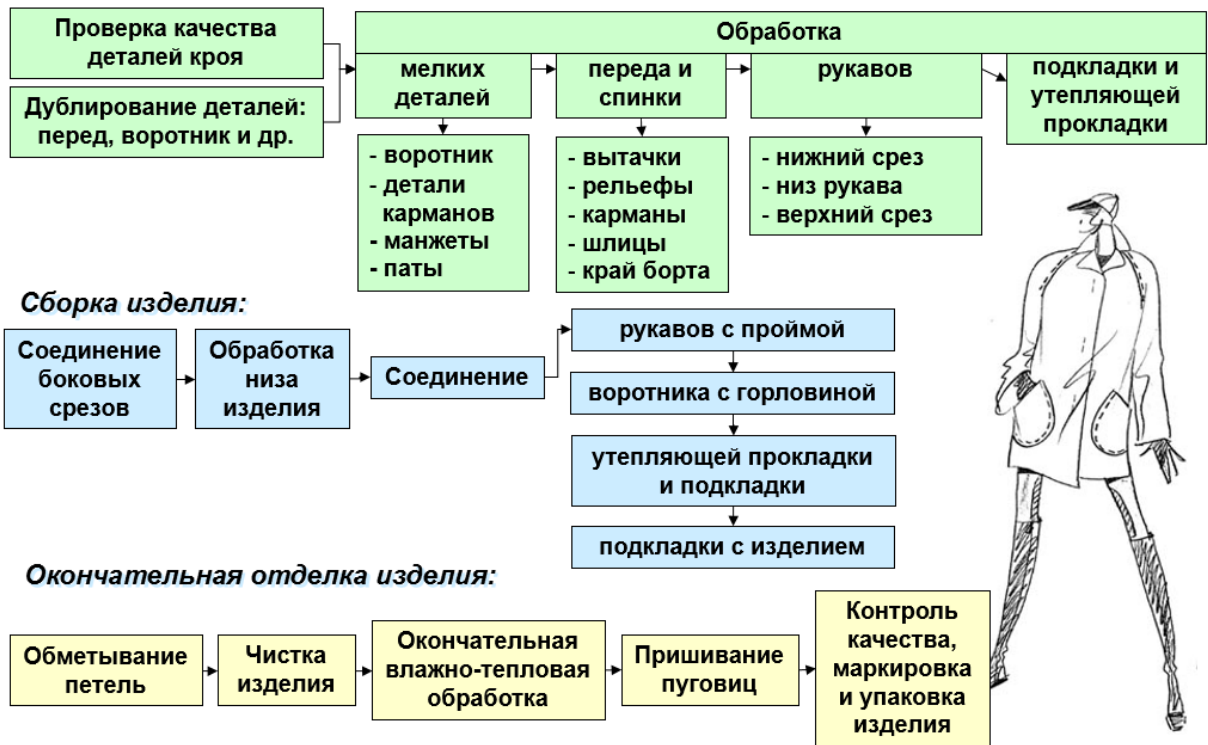 Проверка качества
деталей кроя
Дублирование деталей:
перед, воротник и др.
Обработка
мелких
деталей
переда и
спинки
рукавов
подкладки и
утепляющей
прокладки
- воротник
- детали
карманов
- манжеты
- паты
- вытачки
- рельефы
- карманы
- шлицы
- край борта
- нижний срез
- низ рукава
- верхний срез
Сборка изделия:
Соединение
боковых
срезов
Обработка
низа
изделия
Соединение
рукавов с проймой
воротника с горловиной
утепляющей прокладки
и подкладки
подкладки с изделием
Окончательная отделка изделия:
Обметывание
петель
Чистка
изделия
Окончательная
влажно-тепловая
обработка
Пришивание
пуговиц
Контроль
качества,
маркировка
и упаковка
изделия